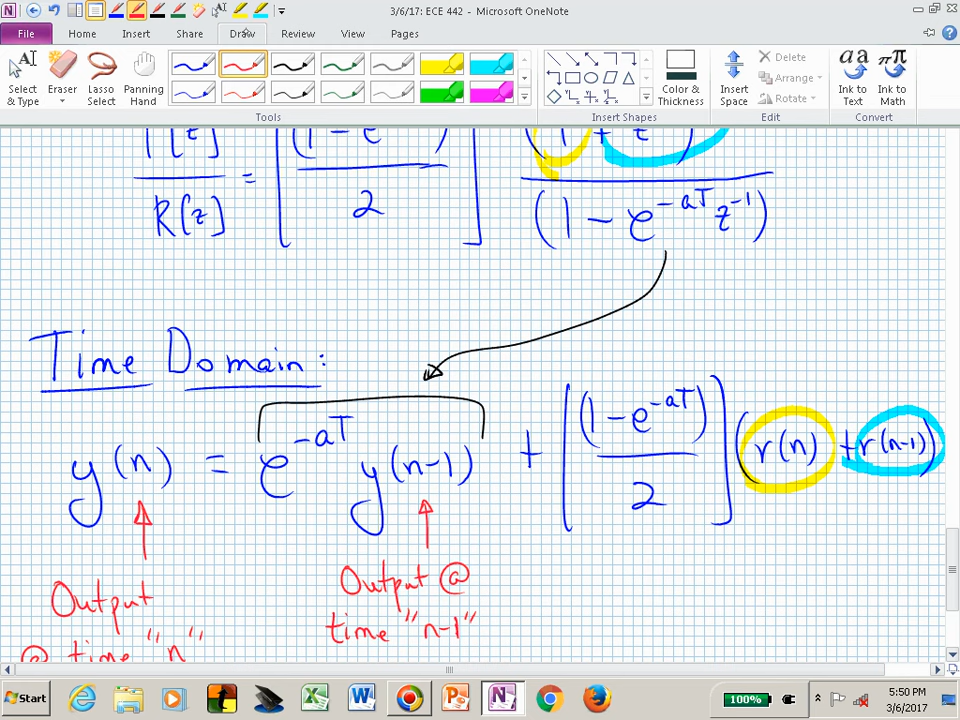 3/6/17: ECE 442 - Microsoft OneNote
File Home Insert Share Draw Review View Pages
Select & Type
Eraser
Lasso Select
Panning Hand
Tools
Insert Shapes
Color & Thickness
Insert Space
Delete
Arrange
Rotate
Edit
Ink to Text
Ink to Math
Convert
[z] / R[z] = [(1 - e ) / 2] (1 + z ) / (1 - e^-aT z^-1)
Time Domain:
y(n) = e^-aT y(n-1) + [(1 - e^-aT) / 2] (r(n) + r(n-1))
Output
@ time "n"
Output @
time "n-1"
Start
100%
5:50 PM
3/6/2017